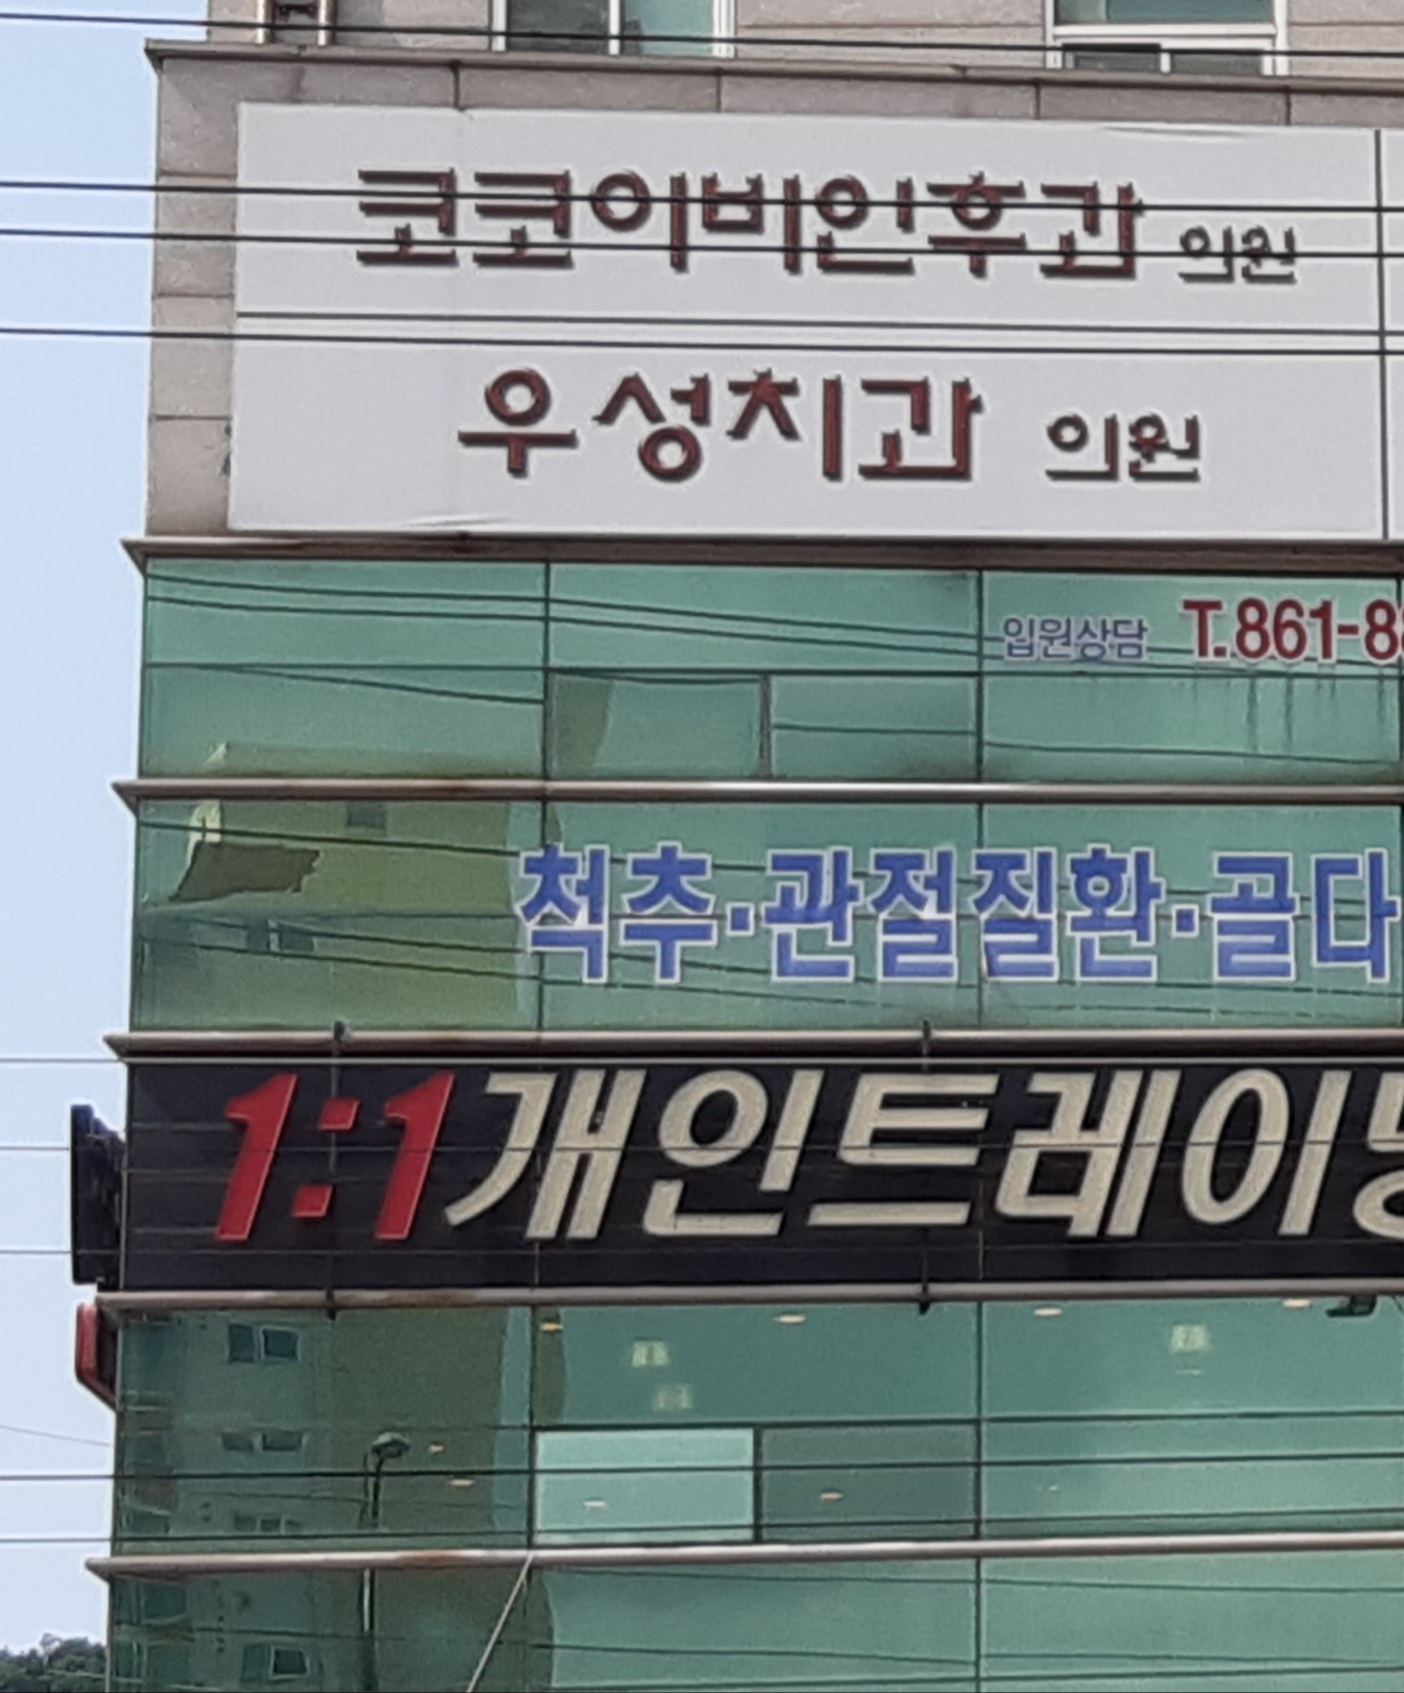 코코이비인후과 의원
우성치과 의원
입원상담 T.861-8
척추·관절질환·골다
1:1개인트레이